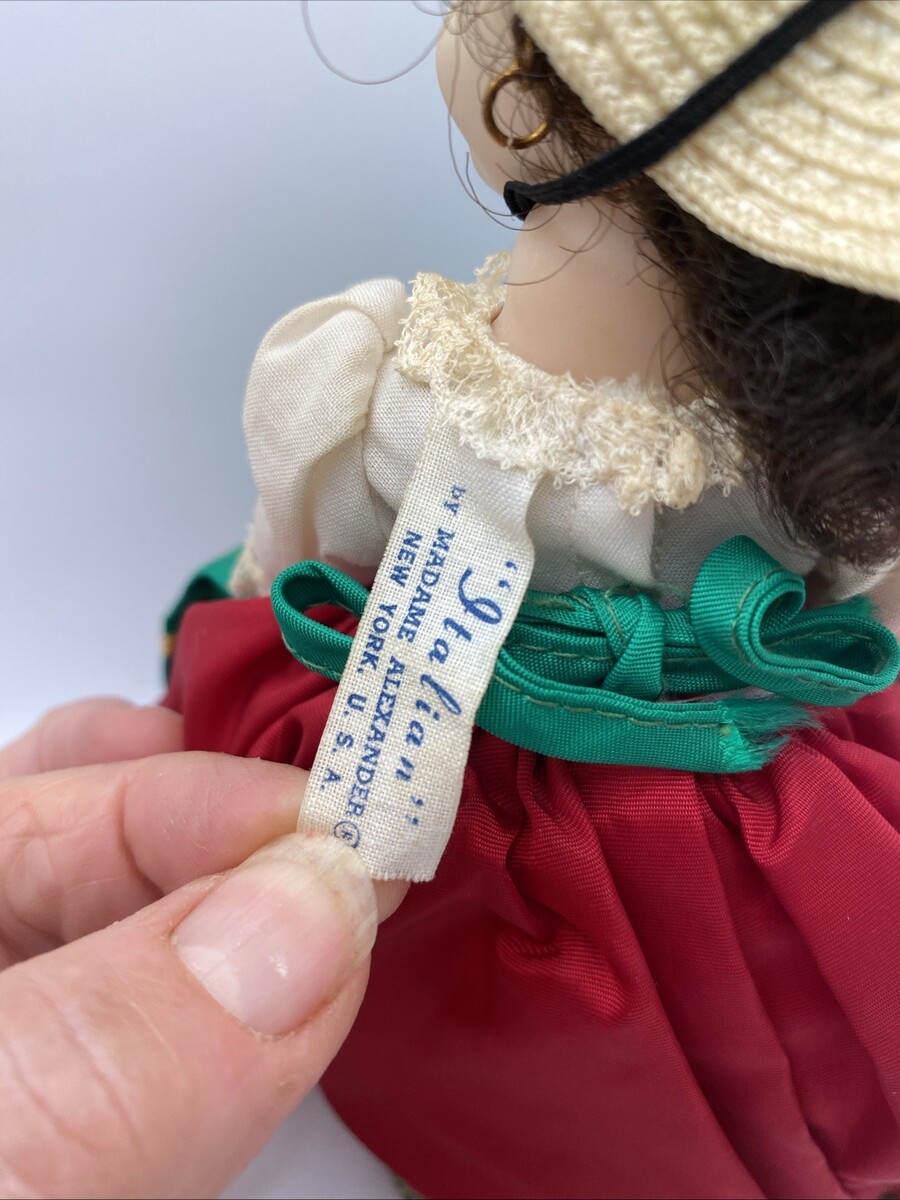 "Italian"
by MADAME ALEXANDER®
NEW YORK, U. S. A.